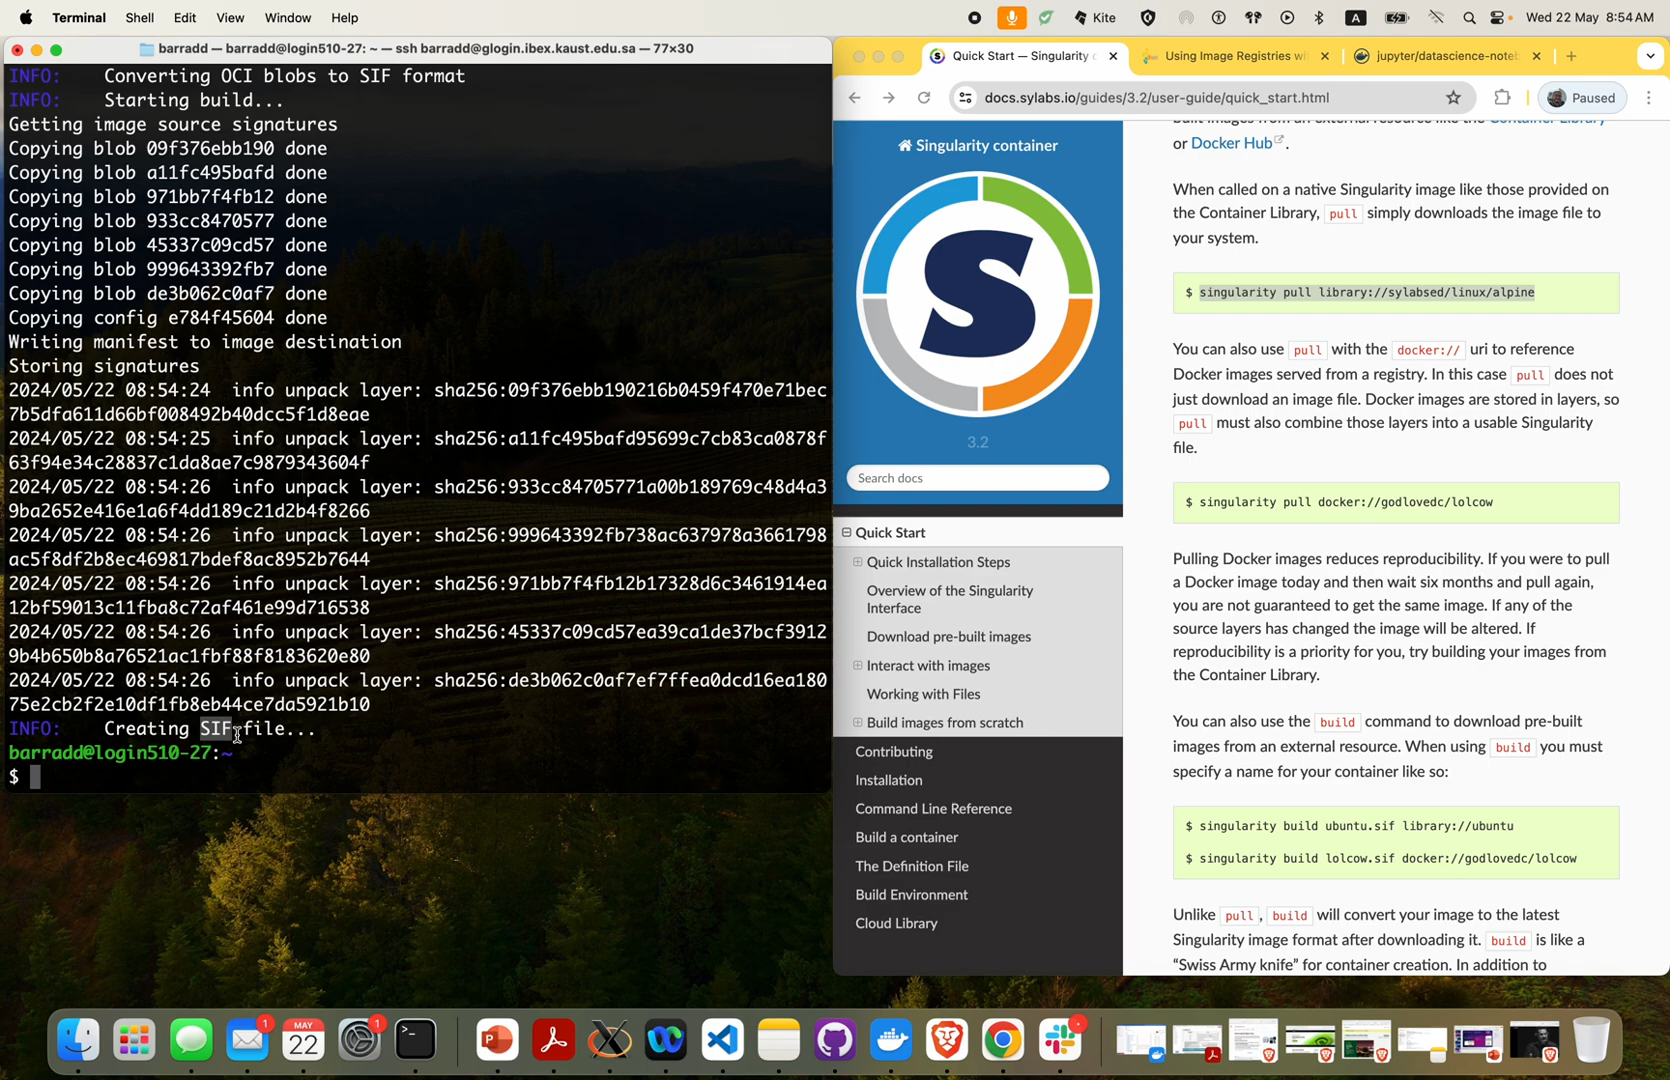 Terminal Shell Edit View Window Help
Kite A Wed 22 May 8:54 AM
barradd — barradd@login510-27: ~ — ssh barradd@glogin.ibex.kaust.edu.sa — 77×30
INFO: Converting OCI blobs to SIF format
INFO: Starting build...
Getting image source signatures
Copying blob 09f376ebb190 done
Copying blob a11fc495bafd done
Copying blob 971bb7f4fb12 done
Copying blob 933cc8470577 done
Copying blob 45337c09cd57 done
Copying blob 999643392fb7 done
Copying blob de3b062c0af7 done
Copying config e784f45604 done
Writing manifest to image destination
Storing signatures
2024/05/22 08:54:24 info unpack layer: sha256:09f376ebb190216b0459f470e71bec
7b5dfa611d66bf008492b40dcc5f1d8eae
2024/05/22 08:54:25 info unpack layer: sha256:a11fc495bafd95699c7cb83ca0878f
63f94e34c28837c1da8ae7c9879343604f
2024/05/22 08:54:26 info unpack layer: sha256:933cc84705771a00b189769c48d4a3
9ba2652e416e1a6f4dd189c21d2b4f8266
2024/05/22 08:54:26 info unpack layer: sha256:999643392fb738ac637978a3661798
ac5f8df2b8ec469817bdef8ac8952b7644
2024/05/22 08:54:26 info unpack layer: sha256:971bb7f4fb12b17328d6c3461914ea
12bf59013c11fba8c72af461e99d716538
2024/05/22 08:54:26 info unpack layer: sha256:45337c09cd57ea39ca1de37bcf3912
9b4b650b8a76521ac1fbf88f8183620e80
2024/05/22 08:54:26 info unpack layer: sha256:de3b062c0af7ef7ffea0dcd16ea180
75e2cb2f2e10df1fb8eb44ce7da5921b10
INFO: Creating SIF file...
barradd@login510-27:~
$
Quick Start — Singularity c
Using Image Registries wi
jupyter/datascience-noteb
docs.sylabs.io/guides/3.2/user-guide/quick_start.html
Paused
Singularity container
3.2
Search docs
Quick Start
Quick Installation Steps
Overview of the Singularity
Interface
Download pre-built images
Interact with images
Working with Files
Build images from scratch
Contributing
Installation
Command Line Reference
Build a container
The Definition File
Build Environment
Cloud Library
built images from an external resource like the Container Library
or Docker Hub.
When called on a native Singularity image like those provided on
the Container Library, pull simply downloads the image file to
your system.
$ singularity pull library://sylabsed/linux/alpine
You can also use pull with the docker:// uri to reference
Docker images served from a registry. In this case pull does not
just download an image file. Docker images are stored in layers, so
pull must also combine those layers into a usable Singularity
file.
$ singularity pull docker://godlovedc/lolcow
Pulling Docker images reduces reproducibility. If you were to pull
a Docker image today and then wait six months and pull again,
you are not guaranteed to get the same image. If any of the
source layers has changed the image will be altered. If
reproducibility is a priority for you, try building your images from
the Container Library.
You can also use the build command to download pre-built
images from an external resource. When using build you must
specify a name for your container like so:
$ singularity build ubuntu.sif library://ubuntu
$ singularity build lolcow.sif docker://godlovedc/lolcow
Unlike pull, build will convert your image to the latest
Singularity image format after downloading it. build is like a
“Swiss Army knife” for container creation. In addition to
1
MAY
22
1